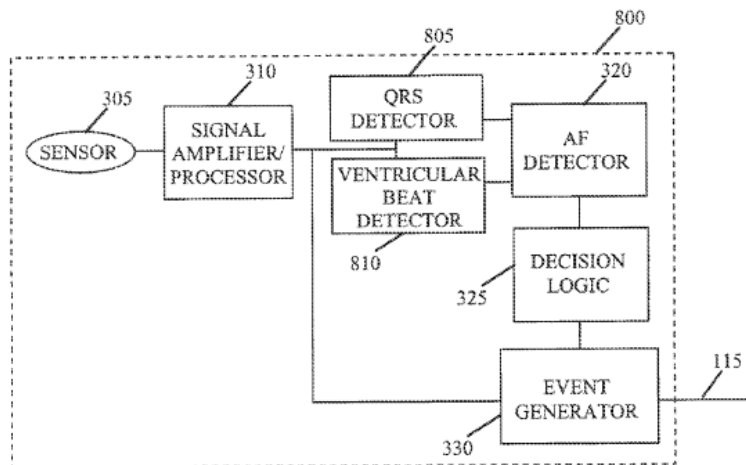 800
805
310
320
305
QRS
DETECTOR
SIGNAL
AMPLIFIER/
PROCESSOR
SENSOR
AF
DETECTOR
VENTRICULAR
BEAT
DETECTOR
810
DECISION
LOGIC
325
115
EVENT
GENERATOR
330